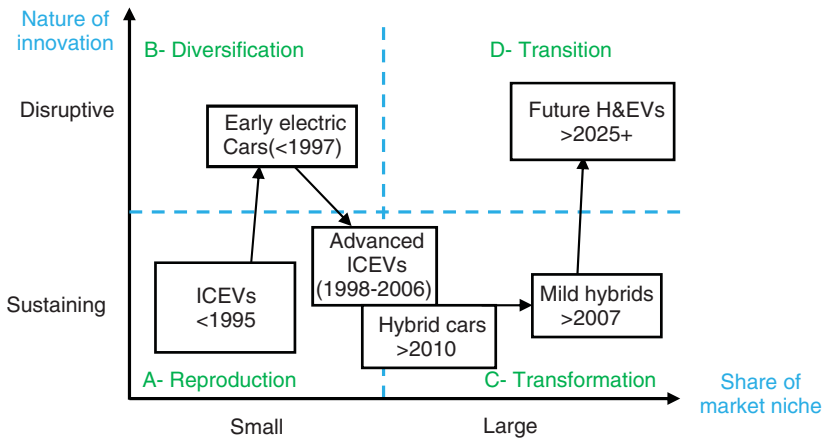 Nature of
innovation
B- Diversification
D- Transition
Disruptive
Early electric
Cars(<1997)
Future H&EVs
>2025+
Advanced
ICEVs
(1998-2006)
Sustaining
ICEVs
<1995
Mild hybrids
>2007
Hybrid cars
>2010
A- Reproduction
C- Transformation
Share of
market niche
Small
Large